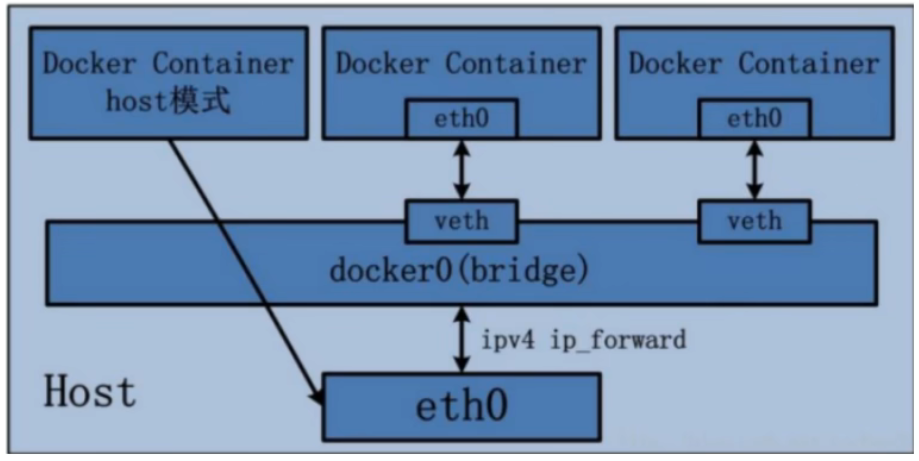 Docker Container
host模式
Docker Container
eth0
Docker Container
eth0
veth
veth
docker0(bridge)
ipv4 ip_forward
Host
eth0